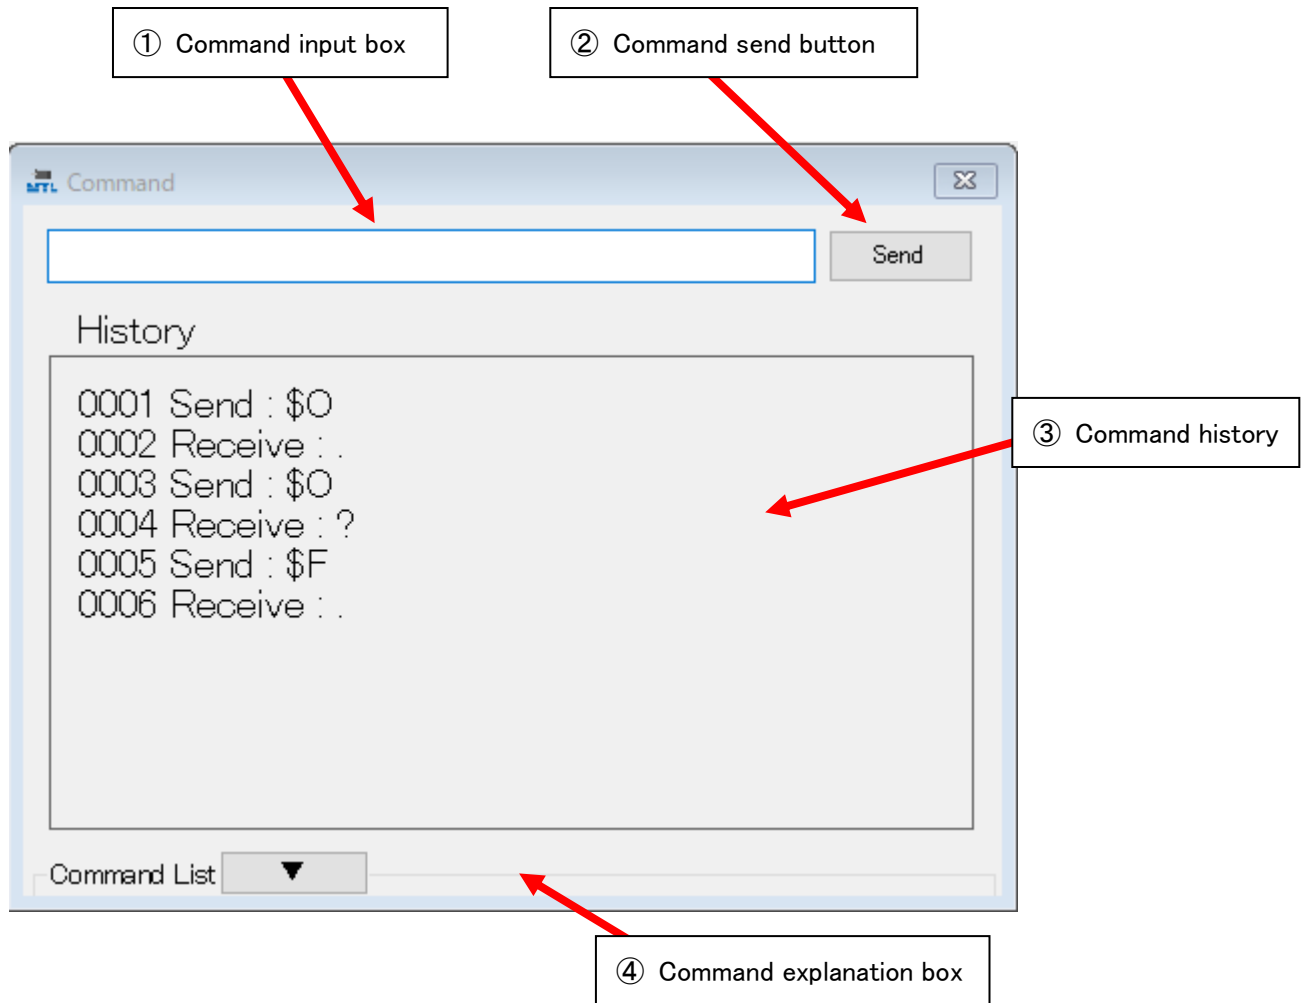 ① Command input box
② Command send button
MTL Command
Send
History
0001 Send : $O
0002 Receive : .
0003 Send : $O
0004 Receive : ?
0005 Send : $F
0006 Receive : .
③ Command history
Command List ▼
④ Command explanation box